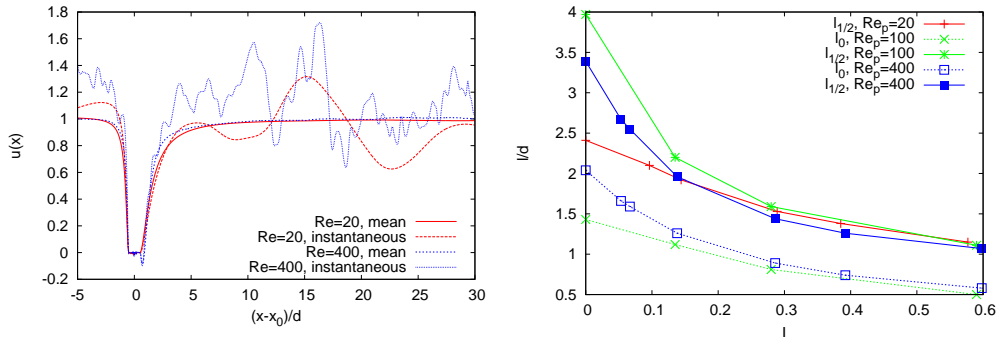 1.8
1.6
1.4
1.2
1
0.8
0.6
0.4
0.2
0
-0.2
u(x)
-5 0 5 10 15 20 25 30
(x-x0)/d
Re=20, mean
Re=20, instantaneous
Re=400, mean
Re=400, instantaneous
4
3.5
3
2.5
2
1.5
1
0.5
l/d
0 0.1 0.2 0.3 0.4 0.5 0.6
I
l1/2, Rep=20
l0, Rep=100
l1/2, Rep=100
l0, Rep=400
l1/2, Rep=400